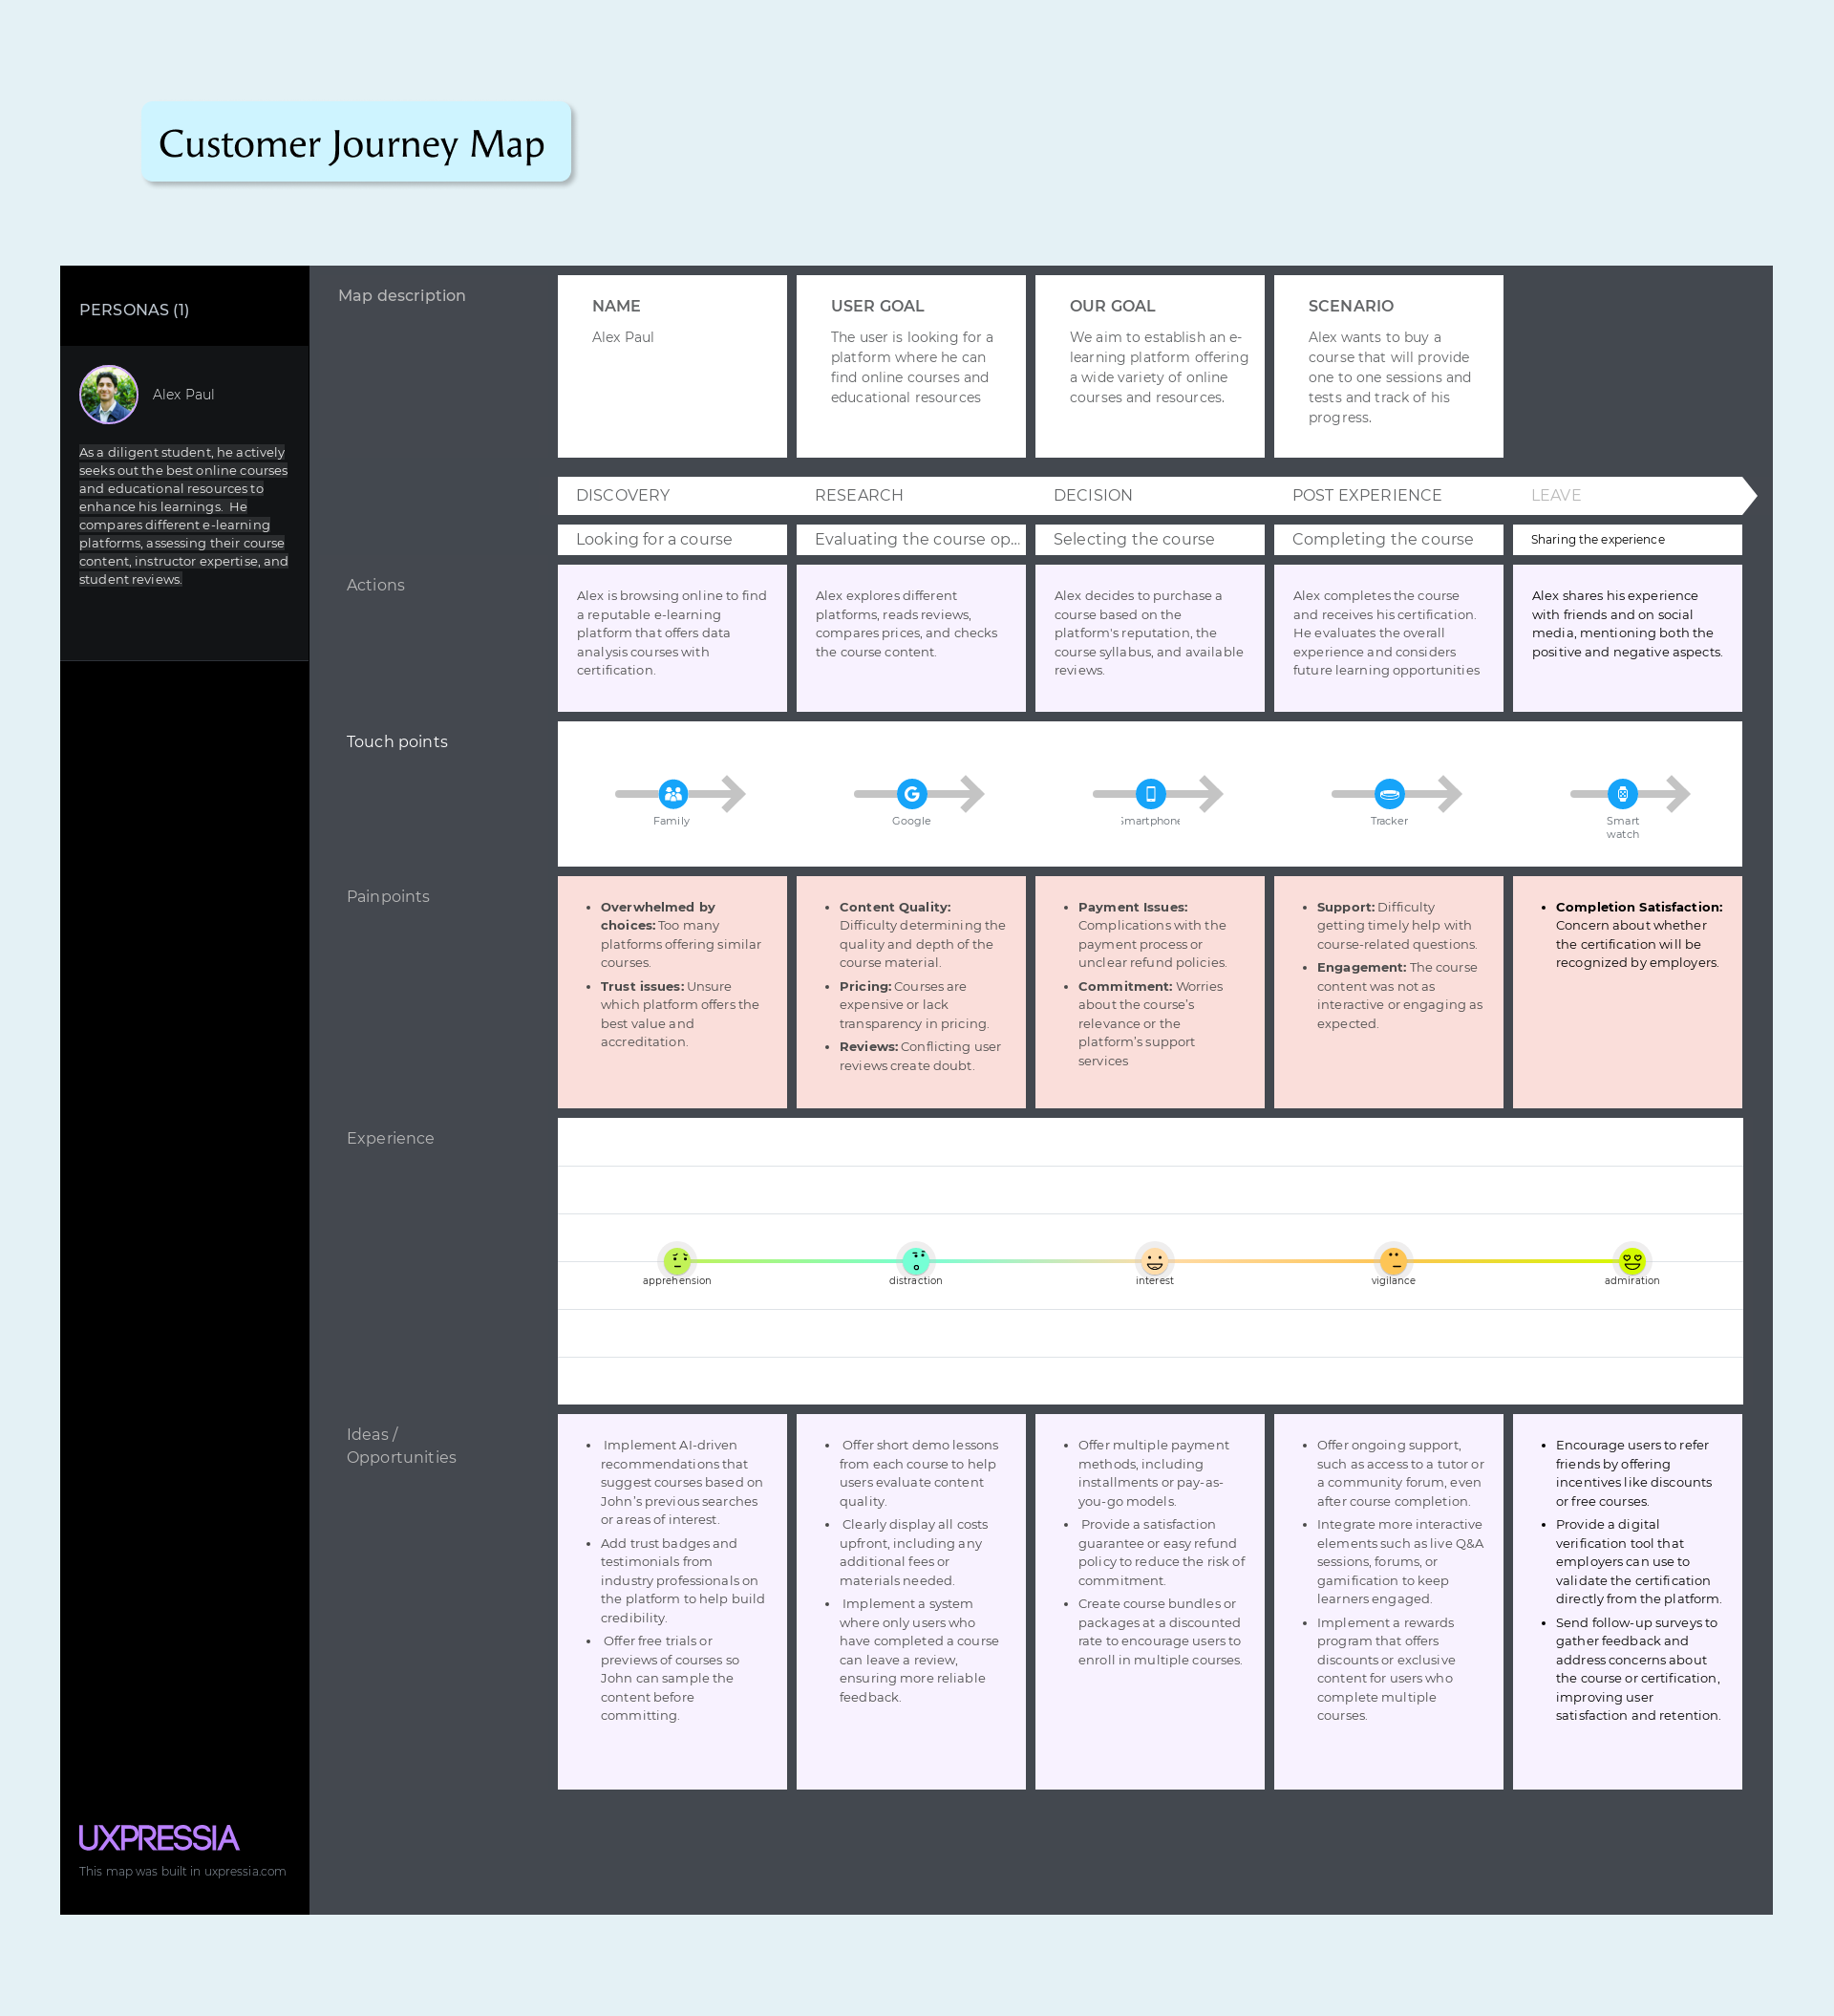 Customer Journey Map
PERSONAS (1)
Alex Paul
As a diligent student, he actively
seeks out the best online courses
and educational resources to
enhance his learnings.  He
compares different e-learning
platforms, assessing their course
content, instructor expertise, and
student reviews.
Map description
NAME
Alex Paul
USER GOAL
The user is looking for a
platform where he can
find online courses and
educational resources
OUR GOAL
We aim to establish an e-
learning platform offering
a wide variety of online
courses and resources.
SCENARIO
Alex wants to buy a
course that will provide
one to one sessions and
tests and track of his
progress.
DISCOVERY
RESEARCH
DECISION
POST EXPERIENCE
LEAVE
Looking for a course
Evaluating the course op...
Selecting the course
Completing the course
Sharing the experience
Actions
Alex is browsing online to find
a reputable e-learning
platform that offers data
analysis courses with
certification.
Alex explores different
platforms, reads reviews,
compares prices, and checks
the course content.
Alex decides to purchase a
course based on the
platform's reputation, the
course syllabus, and available
reviews.
Alex completes the course
and receives his certification.
He evaluates the overall
experience and considers
future learning opportunities
Alex shares his experience
with friends and on social
media, mentioning both the
positive and negative aspects.
Touch points
Family
Google
Smartphone
Tracker
Smart
watch
Painpoints
• Overwhelmed by
choices: Too many
platforms offering similar
courses.
• Trust issues: Unsure
which platform offers the
best value and
accreditation.
• Content Quality:
Difficulty determining the
quality and depth of the
course material.
• Pricing: Courses are
expensive or lack
transparency in pricing.
• Reviews: Conflicting user
reviews create doubt.
• Payment Issues:
Complications with the
payment process or
unclear refund policies.
• Commitment: Worries
about the course’s
relevance or the
platform’s support
services
• Support: Difficulty
getting timely help with
course-related questions.
• Engagement: The course
content was not as
interactive or engaging as
expected.
• Completion Satisfaction:
Concern about whether
the certification will be
recognized by employers.
Experience
apprehension
distraction
interest
vigilance
admiration
Ideas /
Opportunities
• Implement AI-driven
recommendations that
suggest courses based on
John’s previous searches
or areas of interest.
• Add trust badges and
testimonials from
industry professionals on
the platform to help build
credibility.
• Offer free trials or
previews of courses so
John can sample the
content before
committing.
• Offer short demo lessons
from each course to help
users evaluate content
quality.
• Clearly display all costs
upfront, including any
additional fees or
materials needed.
• Implement a system
where only users who
have completed a course
can leave a review,
ensuring more reliable
feedback.
• Offer multiple payment
methods, including
installments or pay-as-
you-go models.
• Provide a satisfaction
guarantee or easy refund
policy to reduce the risk of
commitment.
• Create course bundles or
packages at a discounted
rate to encourage users to
enroll in multiple courses.
• Offer ongoing support,
such as access to a tutor or
a community forum, even
after course completion.
• Integrate more interactive
elements such as live Q&A
sessions, forums, or
gamification to keep
learners engaged.
• Implement a rewards
program that offers
discounts or exclusive
content for users who
complete multiple
courses.
• Encourage users to refer
friends by offering
incentives like discounts
or free courses.
• Provide a digital
verification tool that
employers can use to
validate the certification
directly from the platform.
• Send follow-up surveys to
gather feedback and
address concerns about
the course or certification,
improving user
satisfaction and retention.
UXPRESSIA
This map was built in uxpressia.com